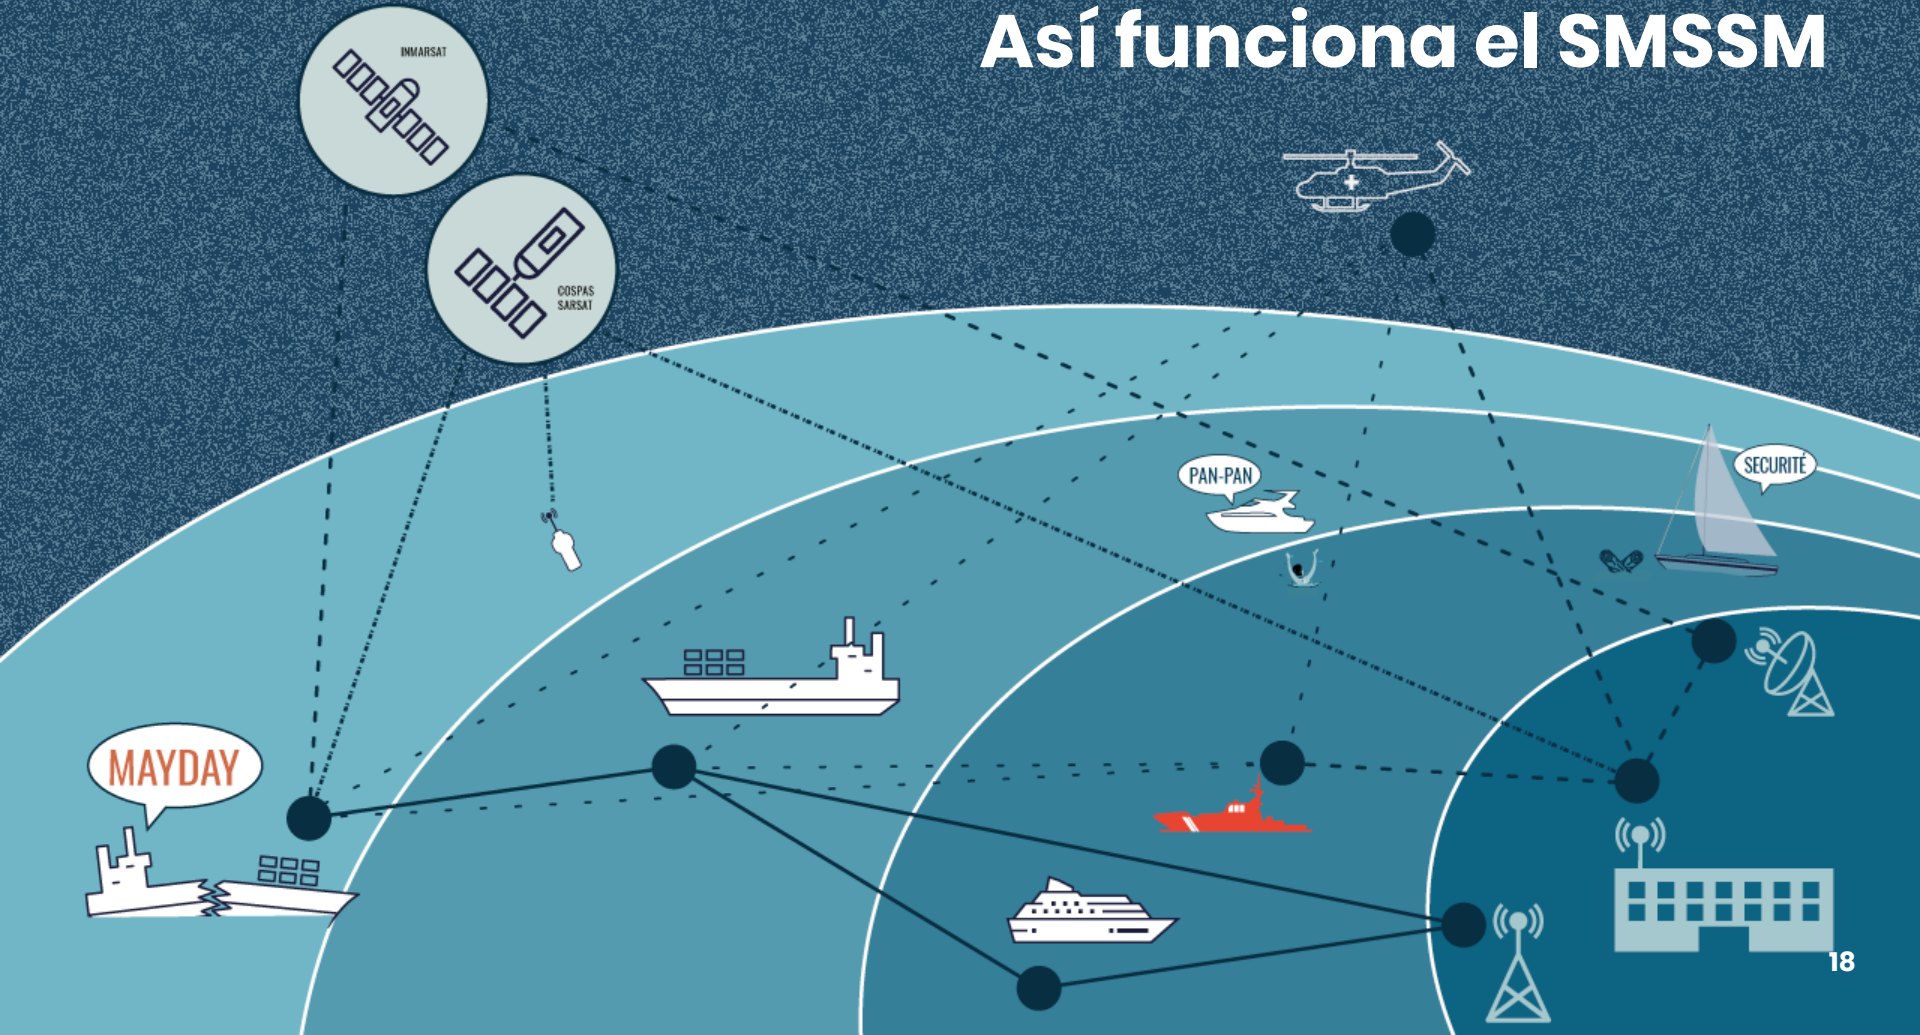 Así funciona el SMSSM
INMARSAT
COSPAS
SARSAT
PAN-PAN
SECURITÉ
MAYDAY
18